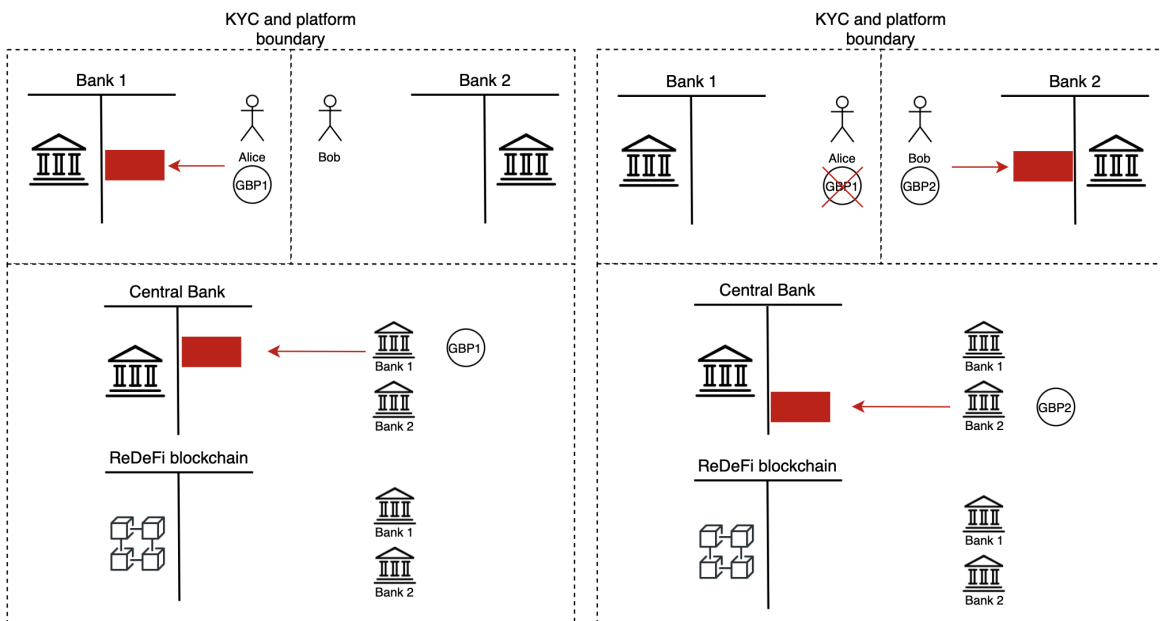 KYC and platform
boundary
Bank 1
Bank 2
Alice
Bob
GBP1
Central Bank
GBP1
Bank 1
Bank 2
ReDeFi blockchain
Bank 1
Bank 2
KYC and platform
boundary
Bank 1
Bank 2
Alice
Bob
GBP1
GBP2
Central Bank
Bank 1
GBP2
Bank 2
ReDeFi blockchain
Bank 1
Bank 2